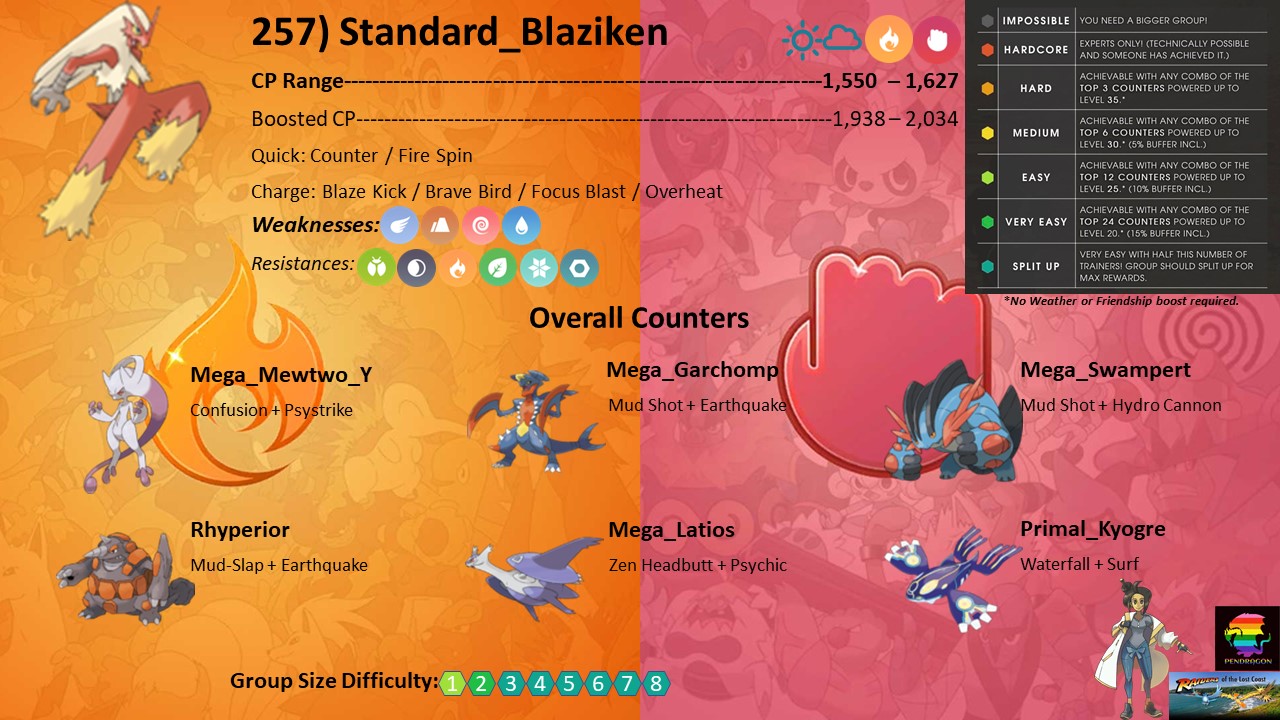 257) Standard_Blaziken
CP Range--------------------------------------------------------------------1,550 – 1,627
Boosted CP--------------------------------------------------------------------1,938 – 2,034
Quick: Counter / Fire Spin
Charge: Blaze Kick / Brave Bird / Focus Blast / Overheat
Weaknesses:
Resistances:
IMPOSSIBLE YOU NEED A BIGGER GROUP!
HARDCORE EXPERTS ONLY! (TECHNICALLY POSSIBLE
AND SOMEONE HAS ACHIEVED IT.)
HARD ACHIEVABLE WITH ANY COMBO OF THE
TOP 3 COUNTERS POWERED UP TO
LEVEL 35.*
MEDIUM ACHIEVABLE WITH ANY COMBO OF THE
TOP 6 COUNTERS POWERED UP TO
LEVEL 30.* (5% BUFFER INCL.)
EASY ACHIEVABLE WITH ANY COMBO OF THE
TOP 12 COUNTERS POWERED UP TO
LEVEL 25.* (10% BUFFER INCL.)
VERY EASY ACHIEVABLE WITH ANY COMBO OF THE
TOP 24 COUNTERS POWERED UP TO
LEVEL 20.* (15% BUFFER INCL.)
SPLIT UP VERY EASY WITH HALF THIS NUMBER OF
TRAINERS! GROUP SHOULD SPLIT UP FOR
MAX REWARDS.
*No Weather or Friendship boost required.
Overall Counters
Mega_Mewtwo_Y
Confusion + Psystrike
Mega_Garchomp
Mud Shot + Earthquake
Mega_Swampert
Mud Shot + Hydro Cannon
Rhyperior
Mud-Slap + Earthquake
Mega_Latios
Zen Headbutt + Psychic
Primal_Kyogre
Waterfall + Surf
Group Size Difficulty: 1 2 3 4 5 6 7 8
PENDRAGON
RAIDERS of the Lost Coast